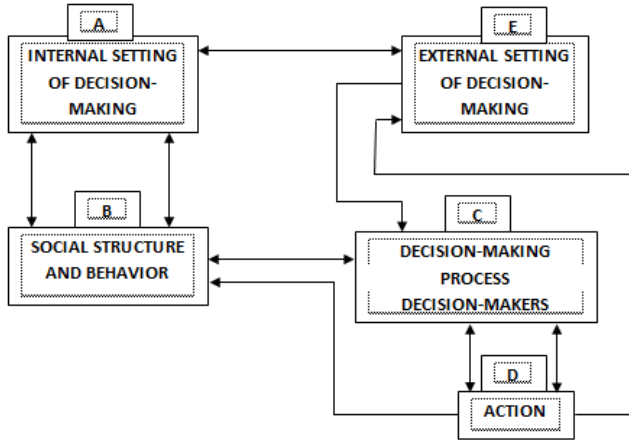 A
INTERNAL SETTING
OF DECISION-
MAKING
E
EXTERNAL SETTING
OF DECISION-
MAKING
B
SOCIAL STRUCTURE
AND BEHAVIOR
C
DECISION-MAKING
PROCESS
DECISION-MAKERS
D
ACTION